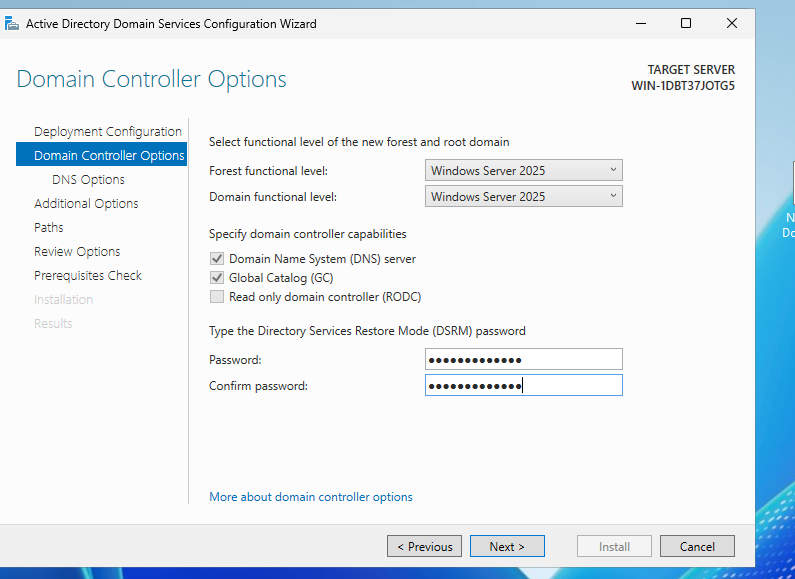 Active Directory Domain Services Configuration Wizard
Domain Controller Options
TARGET SERVER
WIN-1DBT37JOTG5
Deployment Configuration
Domain Controller Options
DNS Options
Additional Options
Paths
Review Options
Prerequisites Check
Installation
Results
Select functional level of the new forest and root domain
Forest functional level:
Windows Server 2025
Domain functional level:
Windows Server 2025
Specify domain controller capabilities
Domain Name System (DNS) server
Global Catalog (GC)
Read only domain controller (RODC)
Type the Directory Services Restore Mode (DSRM) password
Password:
●●●●●●●●●●●●●
Confirm password:
●●●●●●●●●●●●●
More about domain controller options
< Previous
Next >
Install
Cancel